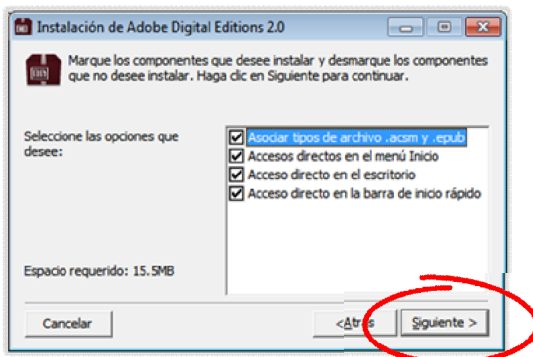 Instalación de Adobe Digital Editions 2.0
Marque los componentes que desee instalar y desmarque los componentes
que no desee instalar. Haga clic en Siguiente para continuar.
Seleccione las opciones que
desee:
Asociar tipos de archivo .acsm y .epub
Accesos directos en el menú Inicio
Acceso directo en el escritorio
Acceso directo en la barra de inicio rápido
Espacio requerido: 15.5MB
Cancelar
<Atrás
Siguiente >